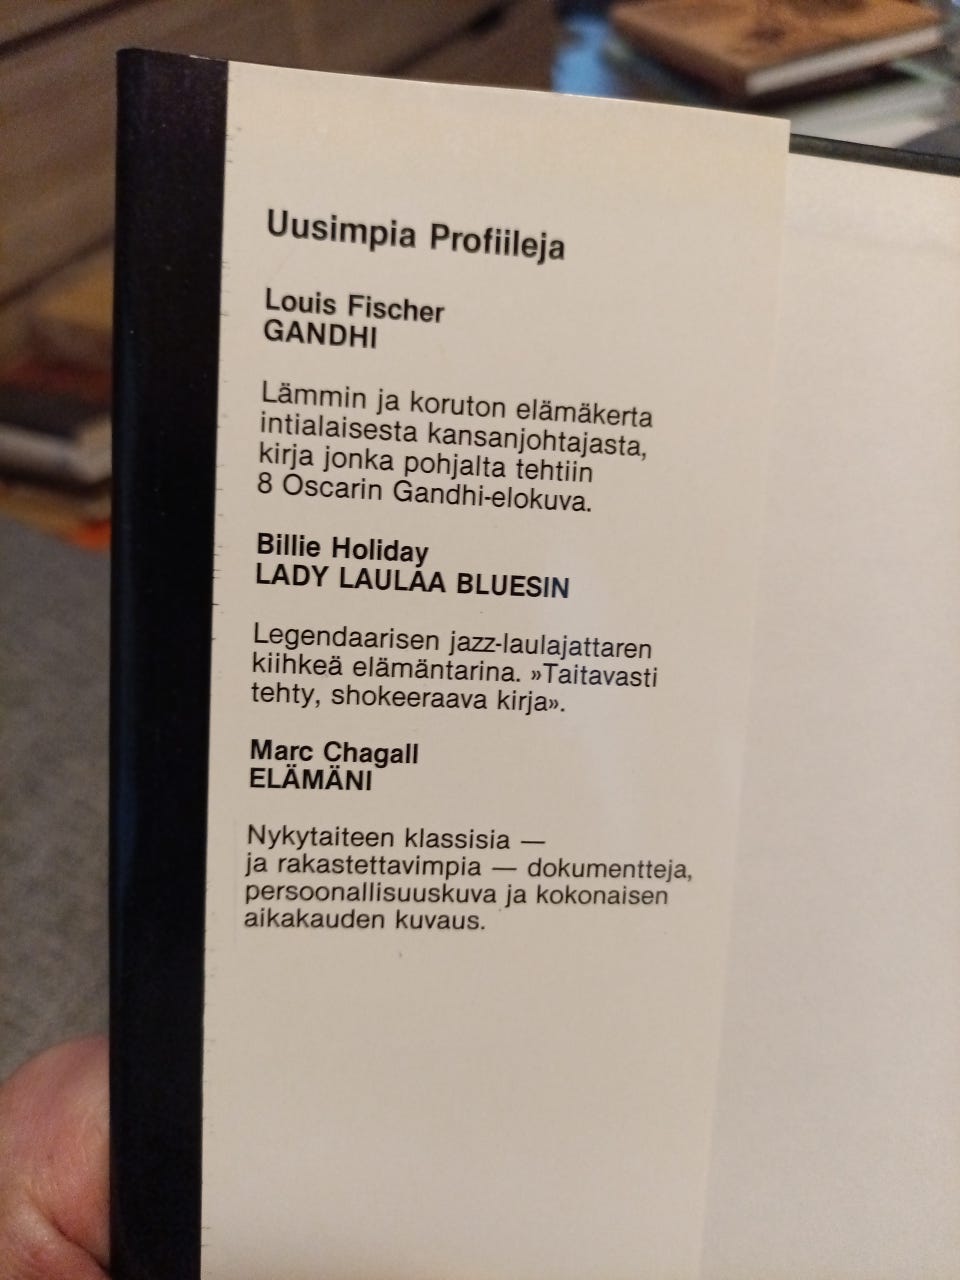 Uusimpia Profiileja
Louis Fischer
GANDHI
Lämmin ja koruton elämäkerta
intialaisesta kansanjohtajasta,
kirja jonka pohjalta tehtiin
8 Oscarin Gandhi-elokuva.
Billie Holiday
LADY LAULAA BLUESIN
Legendaarisen jazz-laulajattaren
kiihkeä elämäntarina. »Taitavasti
tehty, shokeeraava kirja».
Marc Chagall
ELÄMÄNI
Nykytaiteen klassisia —
ja rakastettavimpia — dokumentteja,
persoonallisuuskuva ja kokonaisen
aikakauden kuvaus.